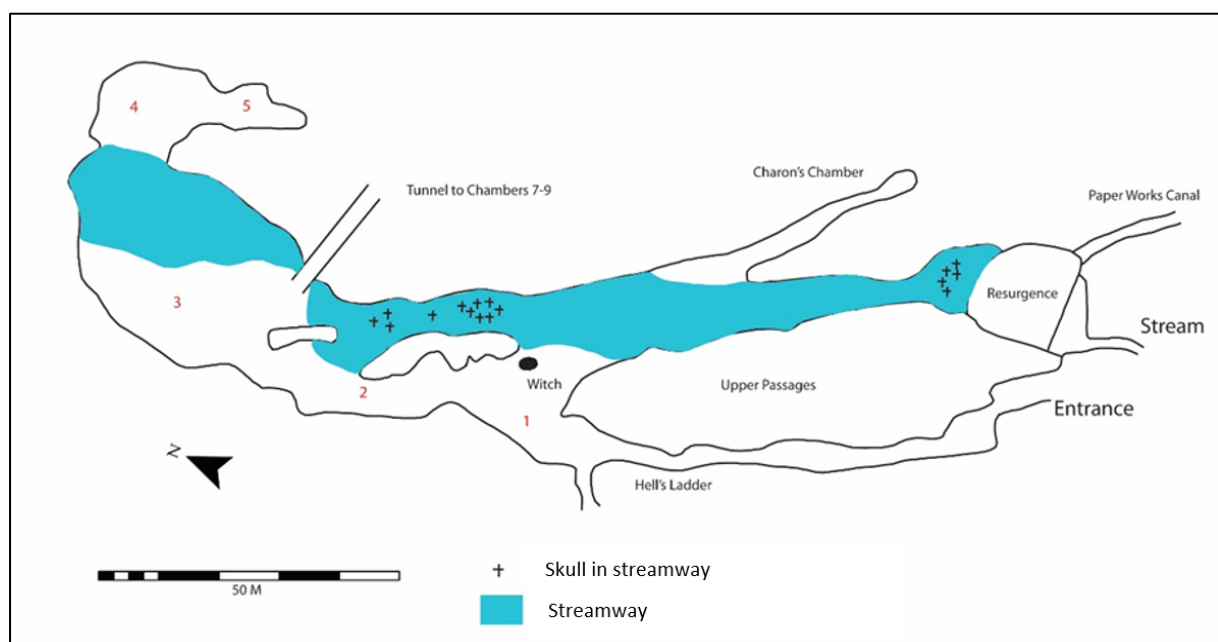 4
5
Tunnel to Chambers 7-9
Charon's Chamber
Paper Works Canal
3
Resurgence
Stream
2
Witch
Upper Passages
1
Entrance
N
Hell's Ladder
50 M
Skull in streamway
Streamway